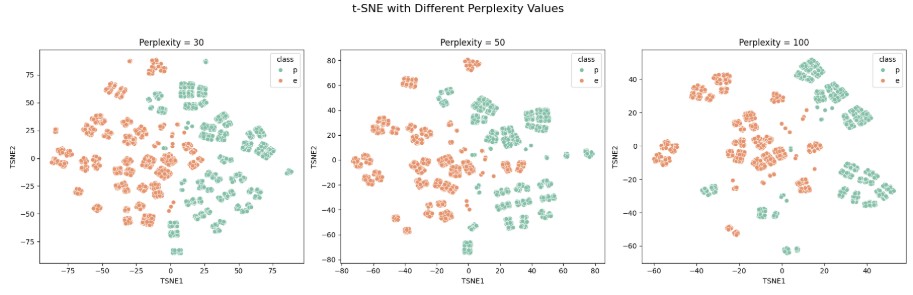 t-SNE with Different Perplexity Values
Perplexity = 30
class
p
e
75
50
25
0
−25
−50
−75
TSNE2
−75 −50 −25 0 25 50 75
TSNE1
Perplexity = 50
class
p
e
80
60
40
20
0
−20
−40
−60
−80
TSNE2
−80 −60 −40 −20 0 20 40 60 80
TSNE1
Perplexity = 100
class
p
e
40
20
0
−20
−40
−60
TSNE2
−60 −40 −20 0 20 40
TSNE1